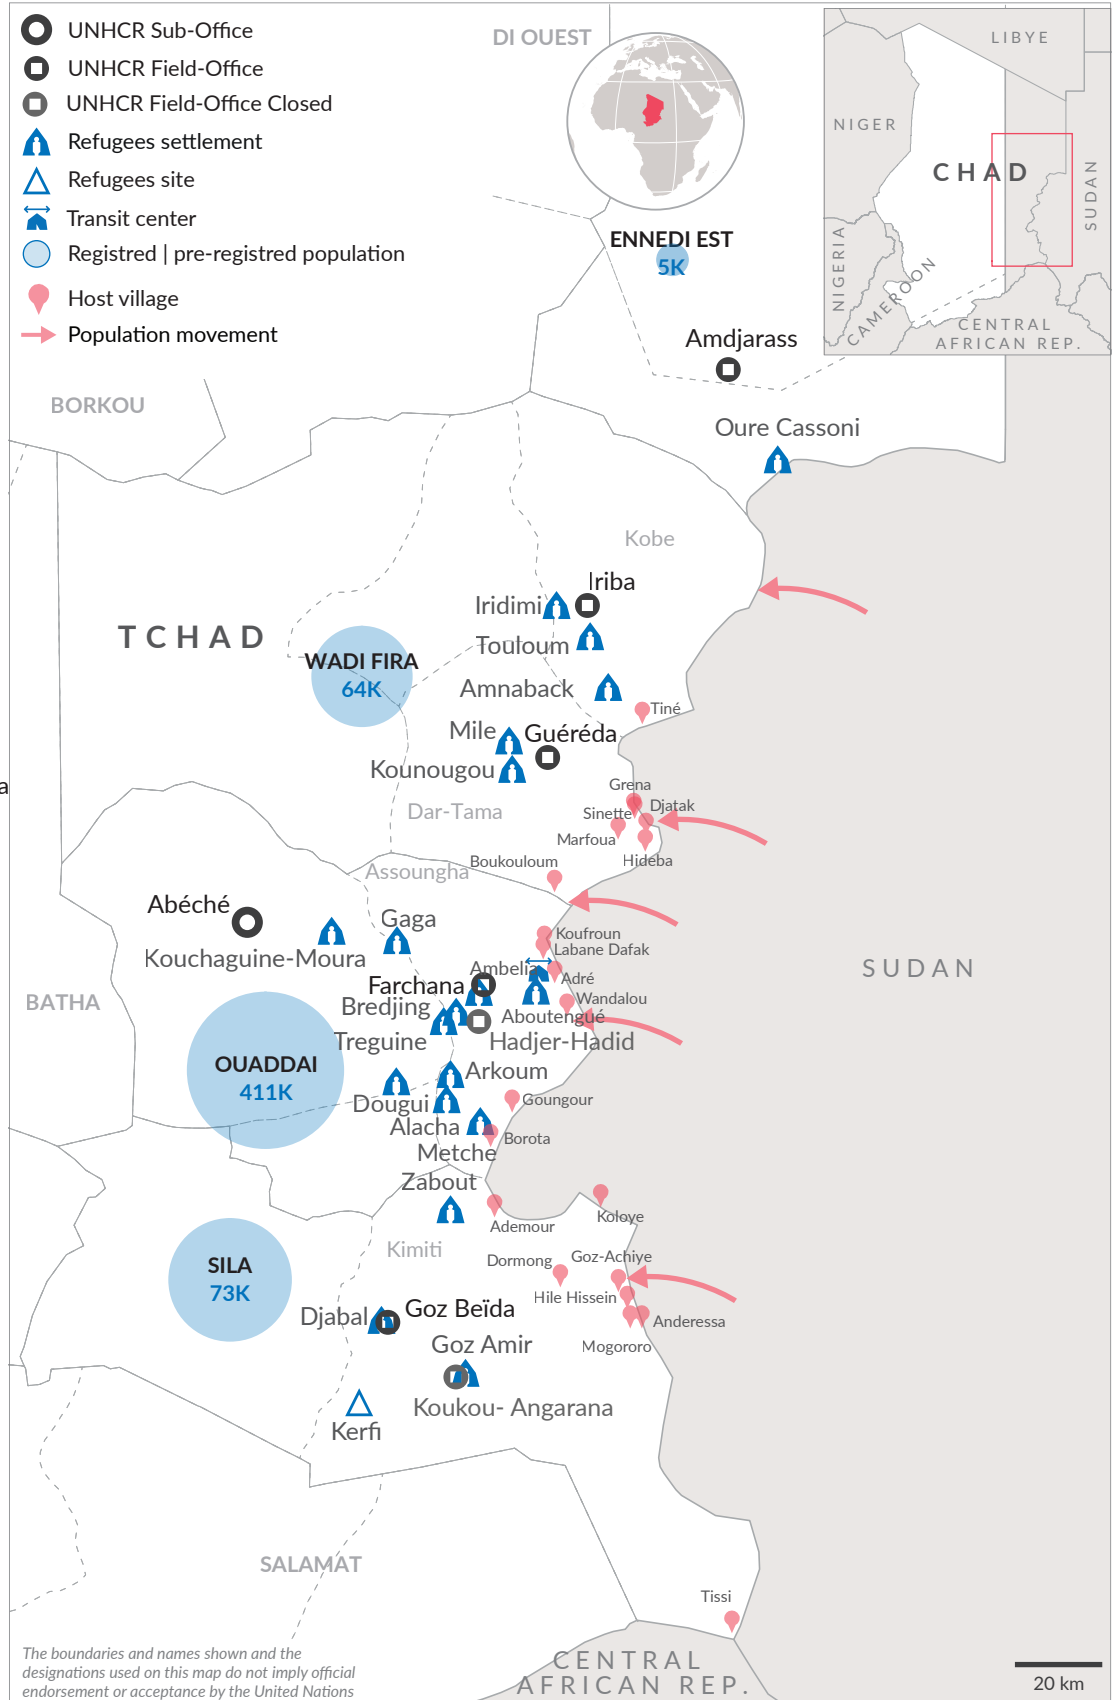 UNHCR Sub-Office
UNHCR Field-Office
UNHCR Field-Office Closed
Refugees settlement
Refugees site
Transit center
Registred | pre-registred population
Host village
Population movement
DI OUEST
LIBYE
NIGER
CHAD
SUDAN
NIGERIA
CAMEROON
CENTRAL
AFRICAN REP.
ENNEDI EST
5K
Amdjarass
BORKOU
Oure Cassoni
Kobe
Iriba
Iridimi
TCHAD
Touloum
WADI FIRA
64K
Amnaback
Tiné
Mile
Guéréda
Kounougou
a
Grena
Djatak
Sinette
Dar-Tama
Marfoua
Hideba
Boukouloum
Assoungha
Abéché
Gaga
Koufroun
Kouchaguine-Moura
Labane Dafak
Ambelia
Adré
SUDAN
Farchana
BATHA
Wandalou
Bredjing
Aboutengué
Treguine
Hadjer-Hadid
OUADDAI
411K
Arkoum
Dougui
Goungour
Alacha
Borota
Metche
Zabout
Koloye
Ademour
Kimiti
Dormong
Goz-Achiye
SILA
73K
Hile Hissein
Djabal
Goz Beïda
Anderessa
Goz Amir
Mogororo
Koukou- Angarana
Kerfi
SALAMAT
Tissi
The boundaries and names shown and the
designations used on this map do not imply official
endorsement or acceptance by the United Nations
CENTRAL
AFRICAN REP.
20 km